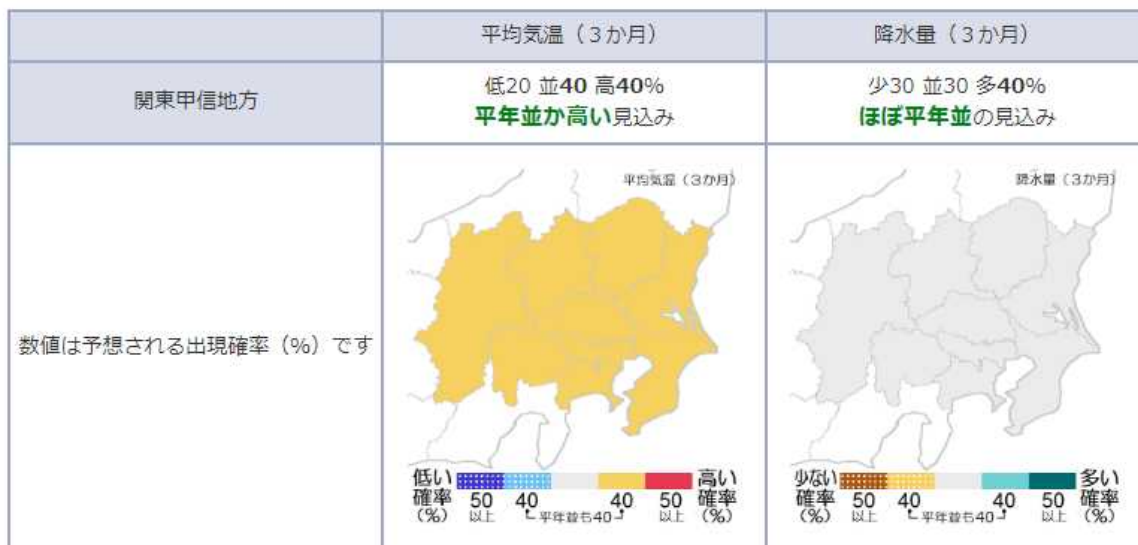 平均気温（３か月）
降水量（３か月）
関東甲信地方
低20 並40 高40%
平年並か高い見込み
少30 並30 多40%
ほぼ平年並の見込み
数値は予想される出現確率（%）です
平均気温（3か月）
低い
確率
(%)
50
以上
40
平年並も40
40
50
以上
高い
確率
(%)
降水量（3か月）
少ない
確率
(%)
50
以上
40
平年並も40
40
50
以上
多い
確率
(%)